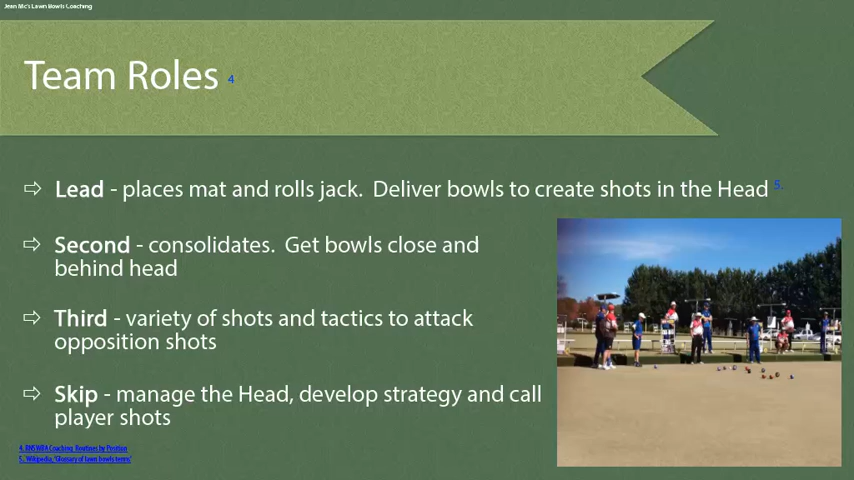 Jean Mc's Lawn Bowls Coaching
Team Roles 4
⇨ Lead - places mat and rolls jack. Deliver bowls to create shots in the Head 5.
⇨ Second - consolidates. Get bowls close and
behind head
⇨ Third - variety of shots and tactics to attack
opposition shots
⇨ Skip - manage the Head, develop strategy and call
player shots
4. Coaching Routines by Position
5. Wikipedia, 'Glossary of lawn bowls terms'